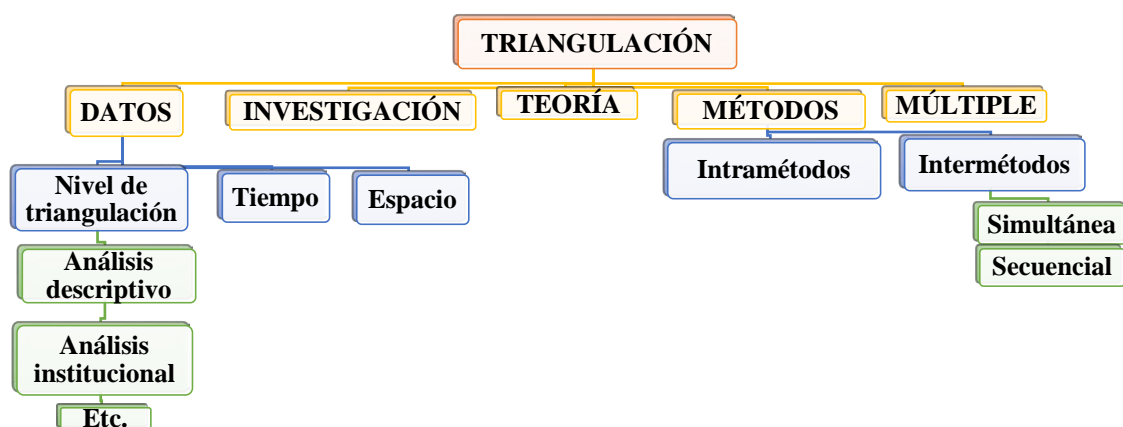 TRIANGULACIÓN
DATOS
INVESTIGACIÓN
TEORÍA
MÉTODOS
MÚLTIPLE
Nivel de
triangulación
Tiempo
Espacio
Intramétodos
Intermétodos
Simultánea
Secuencial
Análisis
descriptivo
Análisis
institucional
Etc.